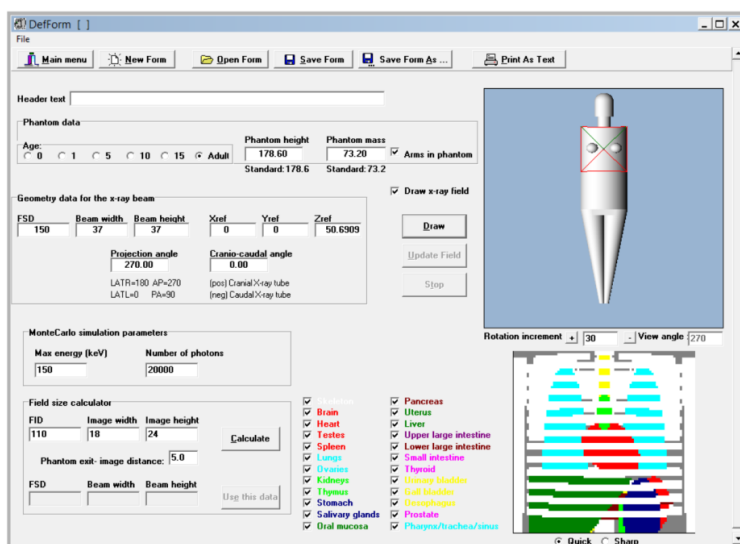 DefForm [ ]
File
Main menu New Form Open Form Save Form Save Form As ... Print As Text
Header text
Phantom data
Age:
0 1 5 10 15 Adult
Phantom height Phantom mass
178.60 73.20 Arms in phantom
Standard: 178.6 Standard: 73.2
Draw x-ray field
Geometry data for the x-ray beam
FSD Beam width Beam height Xref Yref Zref
150 37 37 0 0 50.6909
Draw
Projection angle Cranio-caudal angle
270.00 0.00
Update Field
LATR=180 AP=270 (pos) Cranial X-ray tube
LATL=0 PA=90 (neg) Caudal X-ray tube
Stop
Rotation increment + 30 - View angle 270
MonteCarlo simulation parameters
Max energy (keV) Number of photons
150 20000
Field size calculator
FID Image width Image height
110 18 24
Calculate
Phantom exit- image distance: 5.0
FSD Beam width Beam height
Use this data
Skeleton
Brain
Heart
Testes
Spleen
Lungs
Ovaries
Kidneys
Thymus
Stomach
Salivary glands
Oral mucosa
Pancreas
Uterus
Liver
Upper large intestine
Lower large intestine
Small intestine
Thyroid
Urinary bladder
Gall bladder
Oesophagus
Prostate
Pharynx/trachea/sinus
Quick Sharp